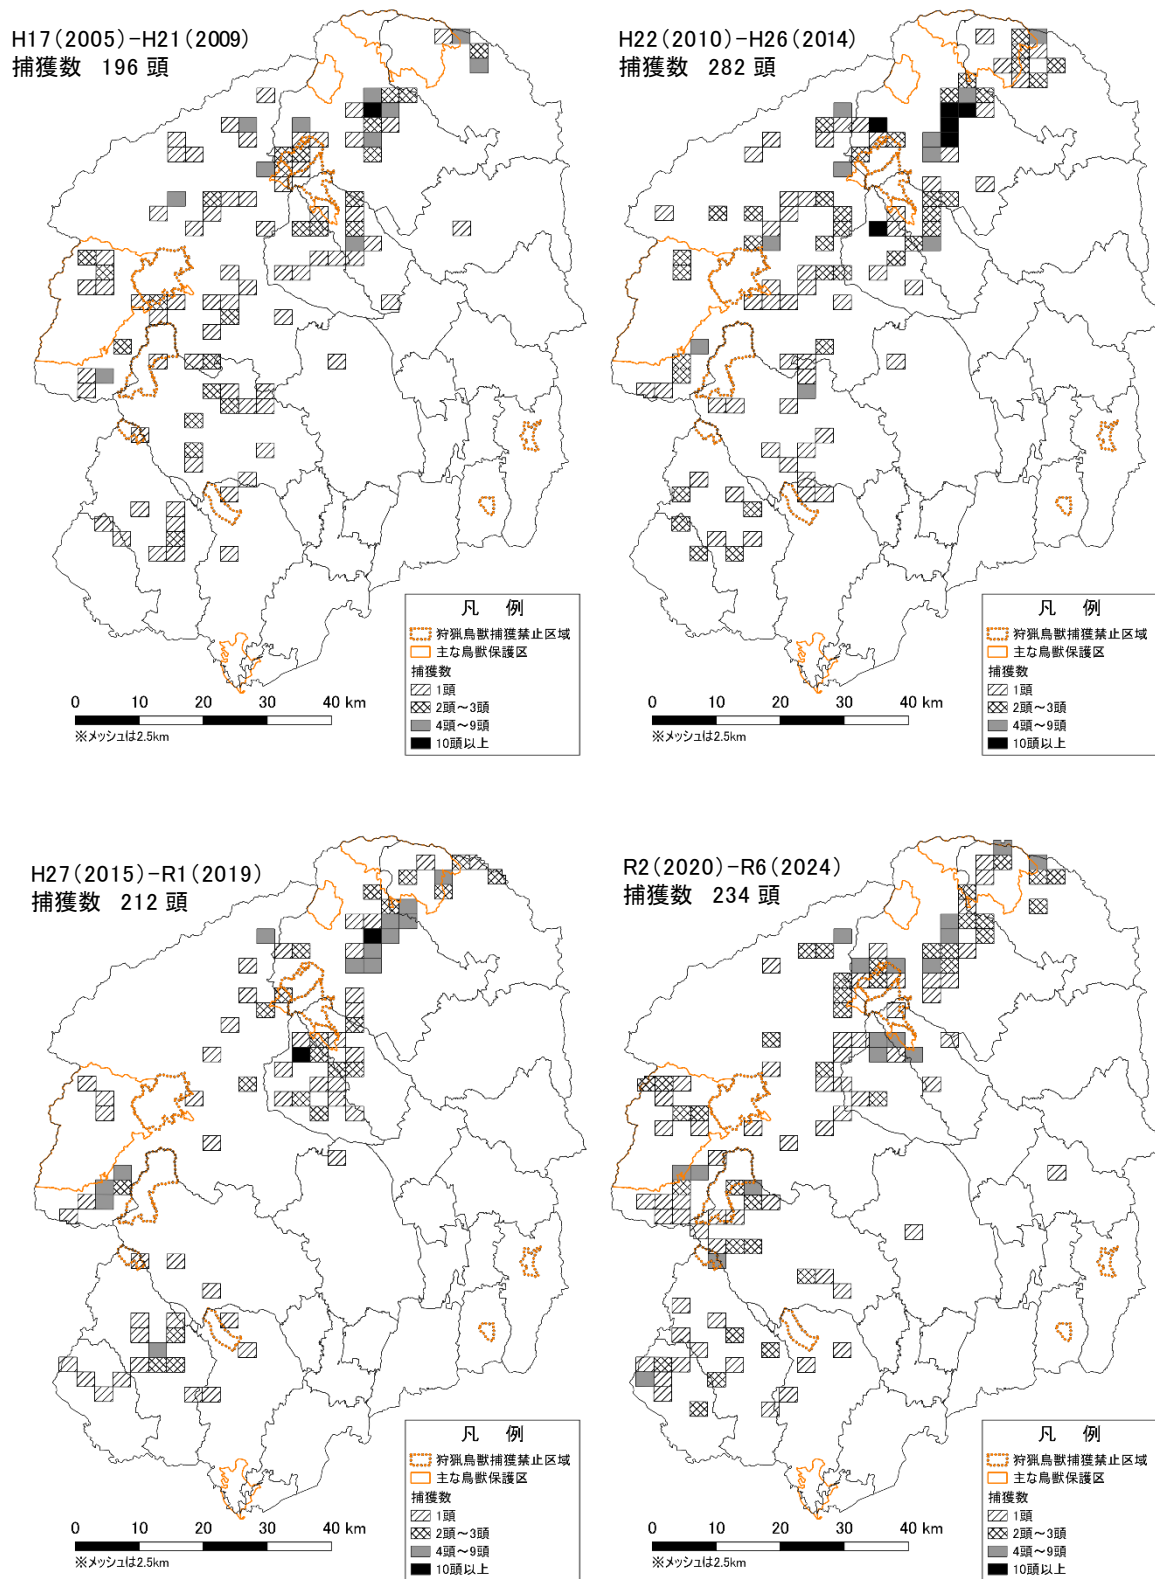 H17(2005)-H21(2009)
捕獲数 196 頭
凡 例
狩猟鳥獣捕獲禁止区域
主な鳥獣保護区
捕獲数
1頭
2頭～3頭
4頭～9頭
10頭以上
0 10 20 30 40 km
※メッシュは2.5km
H22(2010)-H26(2014)
捕獲数 282 頭
凡 例
狩猟鳥獣捕獲禁止区域
主な鳥獣保護区
捕獲数
1頭
2頭～3頭
4頭～9頭
10頭以上
0 10 20 30 40 km
※メッシュは2.5km
H27(2015)-R1(2019)
捕獲数 212 頭
凡 例
狩猟鳥獣捕獲禁止区域
主な鳥獣保護区
捕獲数
1頭
2頭～3頭
4頭～9頭
10頭以上
0 10 20 30 40 km
※メッシュは2.5km
R2(2020)-R6(2024)
捕獲数 234 頭
凡 例
狩猟鳥獣捕獲禁止区域
主な鳥獣保護区
捕獲数
1頭
2頭～3頭
4頭～9頭
10頭以上
0 10 20 30 40 km
※メッシュは2.5km